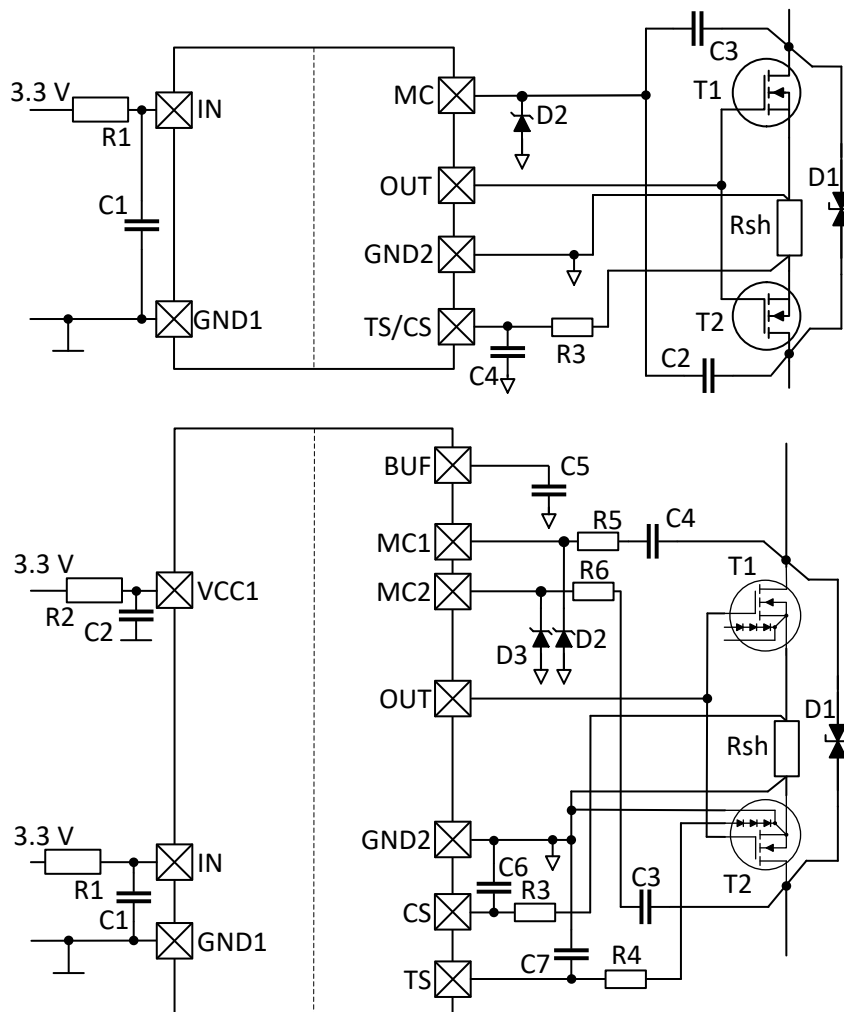 C3
MC
T1
3.3 V
IN
R1
D2
OUT
D1
C1
Rsh
GND2
GND1
TS/CS
T2
R3
C4
C2
BUF
C5
R5
C4
MC1
3.3 V
VCC1
MC2
R6
T1
R2
C2
D3
D2
OUT
D1
Rsh
3.3 V
GND2
IN
C6
R1
R3
C3
T2
C1
CS
GND1
C7
R4
TS